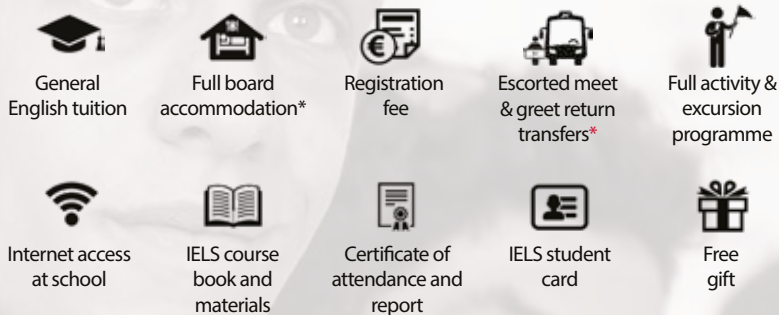 General
English tuition
Full board
accommodation*
Registration
fee
Escorted meet
& greet return
transfers*
Full activity &
excursion
programme
Internet access
at school
IELS course
book and
materials
Certificate of
attendance and
report
IELS student
card
Free
gift